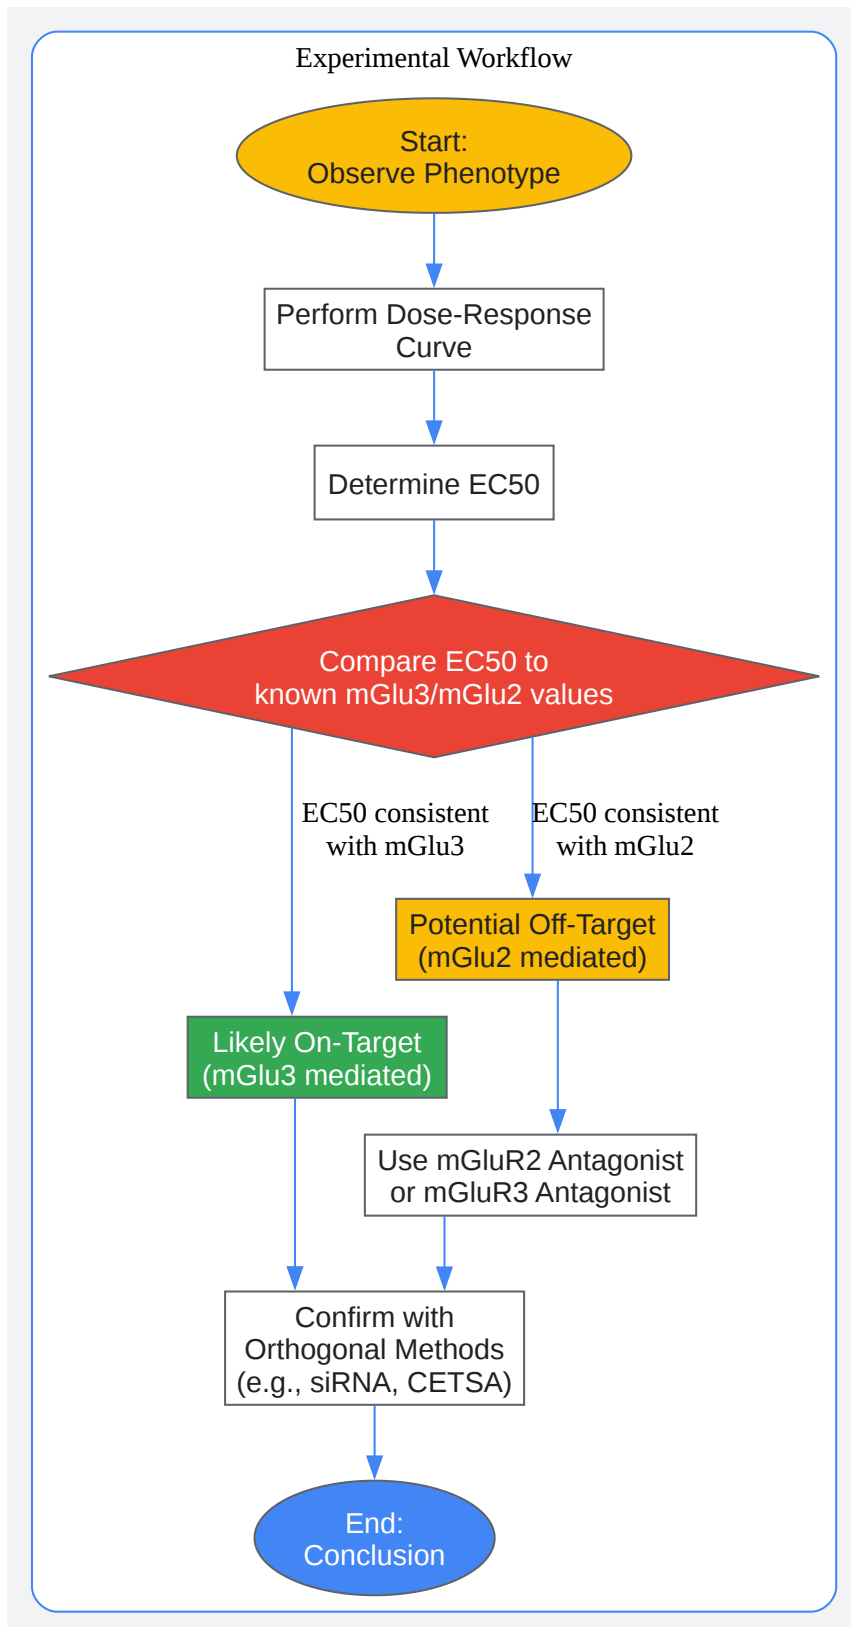 Experimental Workflow
Start:
Observe Phenotype
Perform Dose-Response
Curve
Determine EC50
Compare EC50 to
known mGlu3/mGlu2 values
EC50 consistent
with mGlu3
EC50 consistent
with mGlu2
Potential Off-Target
(mGlu2 mediated)
Likely On-Target
(mGlu3 mediated)
Use mGluR2 Antagonist
or mGluR3 Antagonist
Confirm with
Orthogonal Methods
(e.g., siRNA, CETSA)
End:
Conclusion